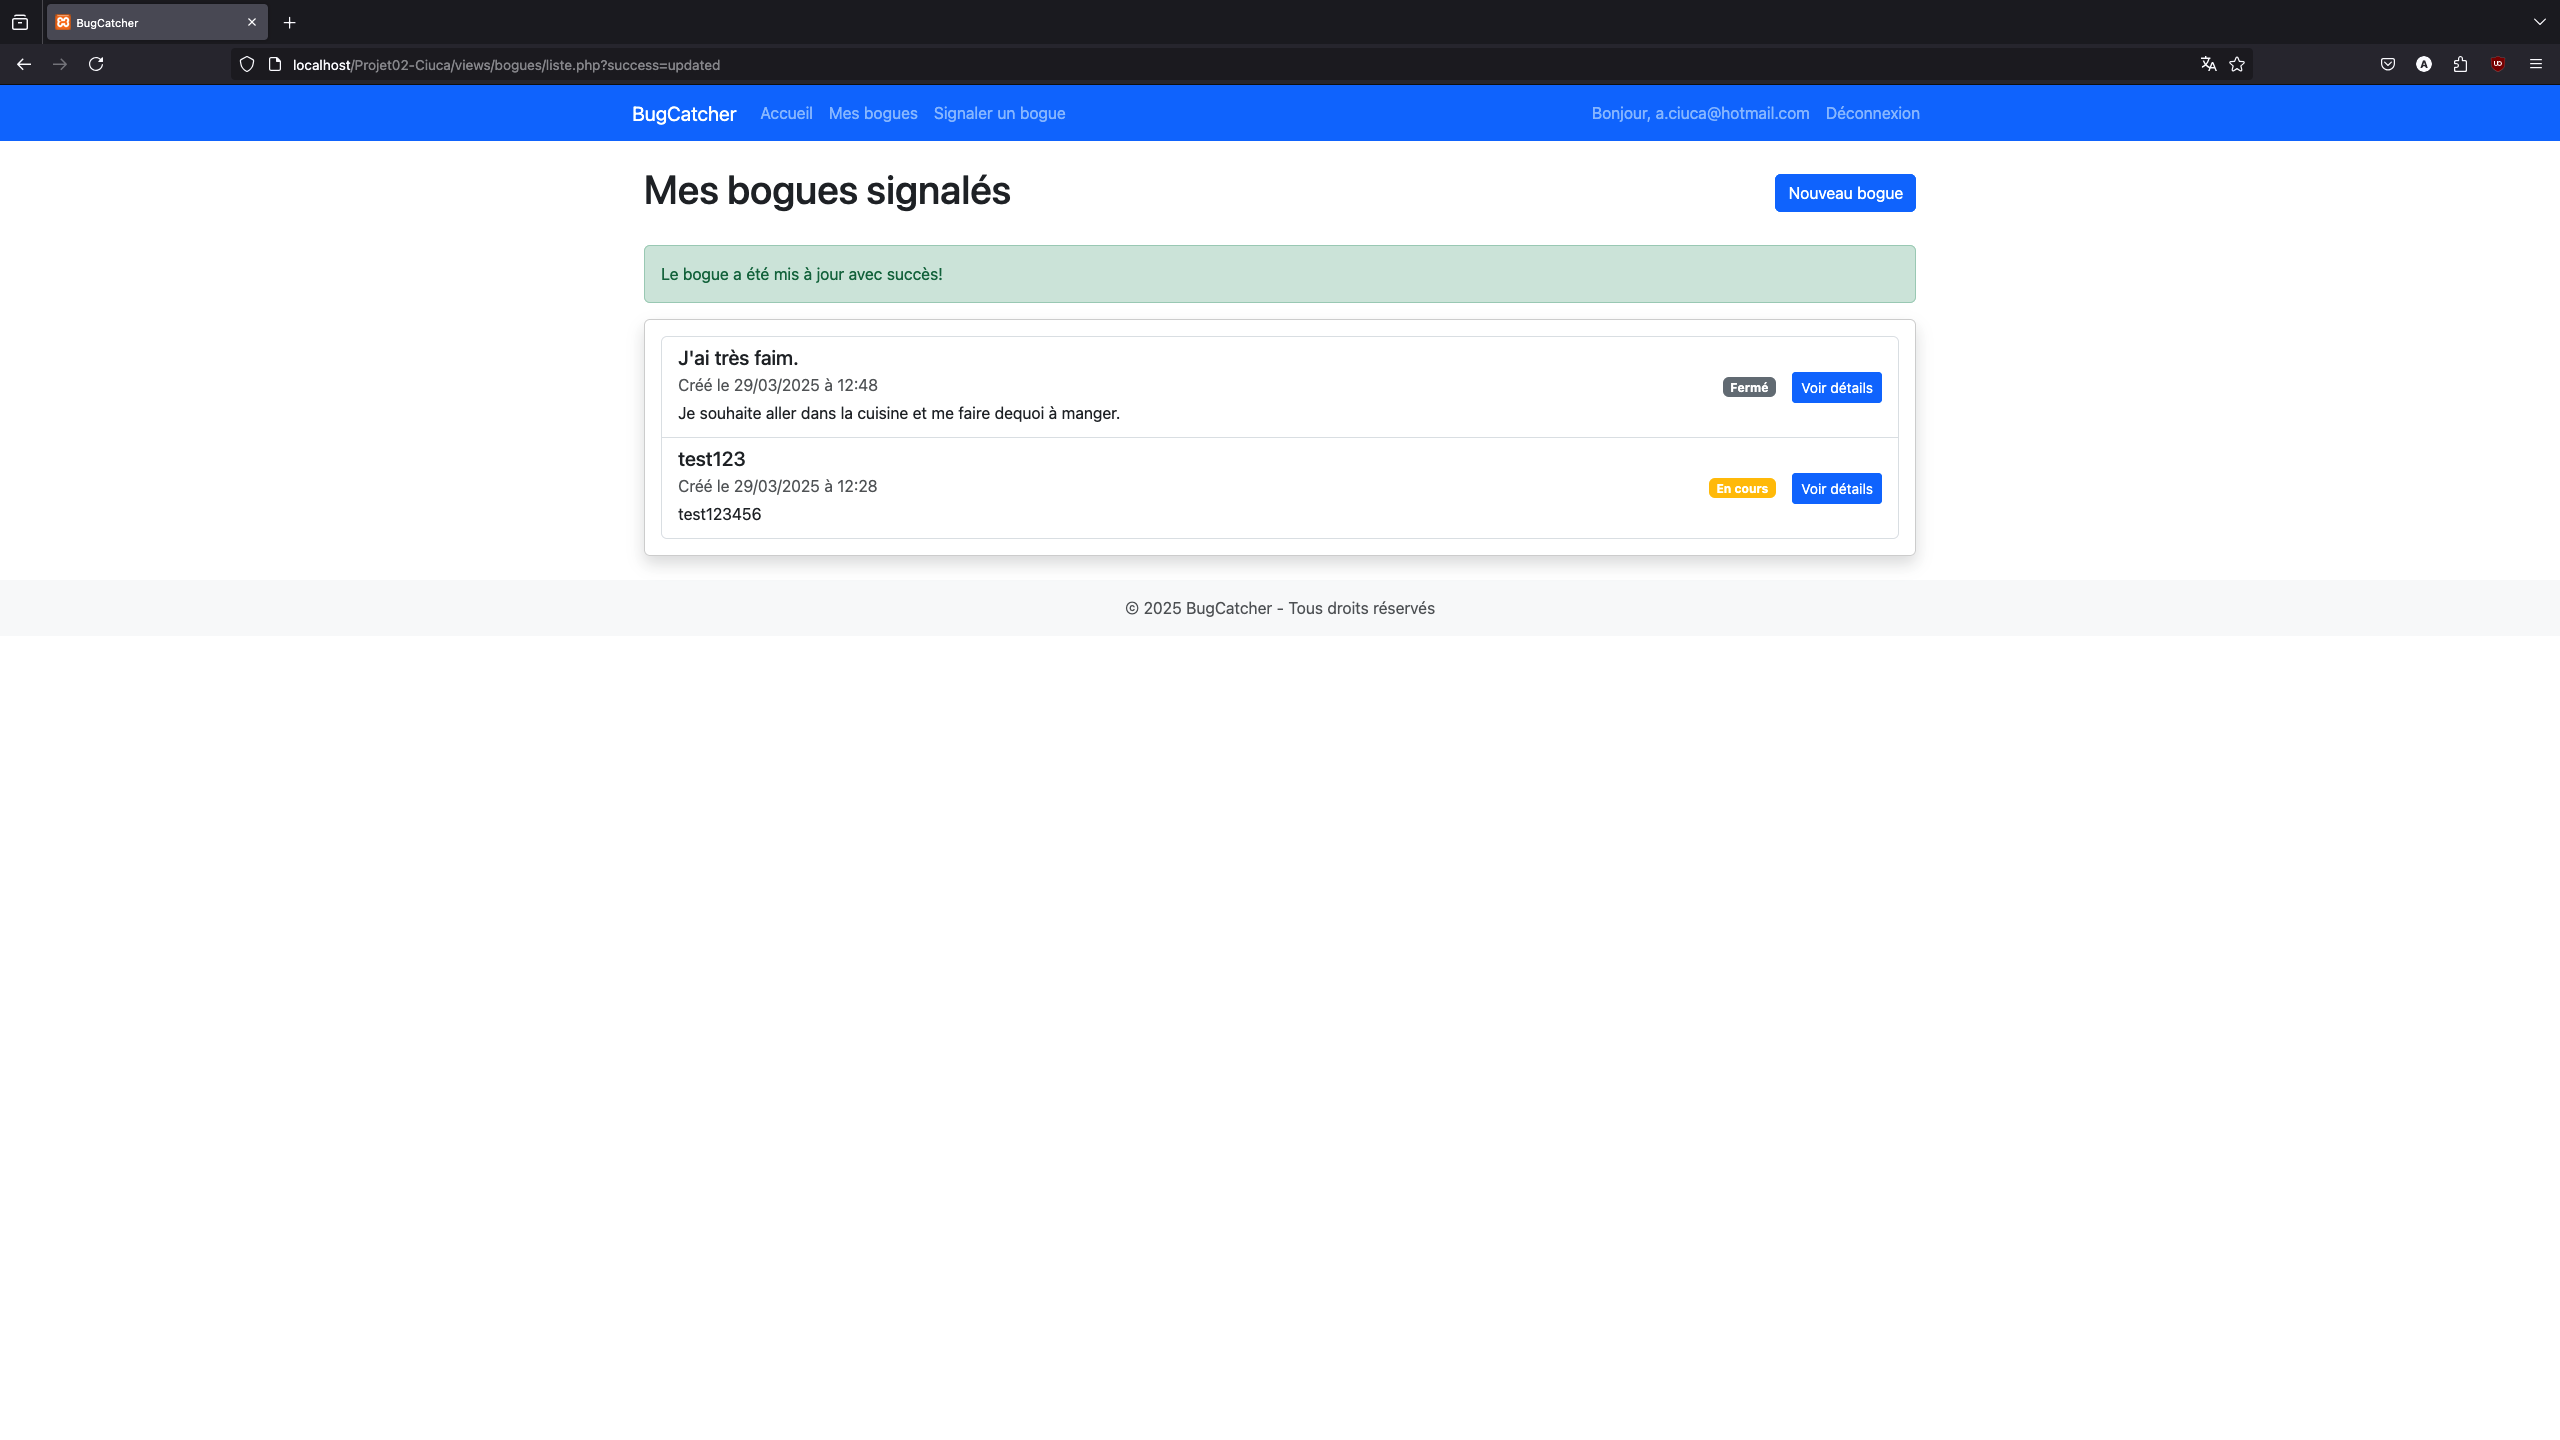 BugCatcher
localhost/Projet02-Ciuca/views/bogues/liste.php?success=updated
BugCatcher Accueil Mes bogues Signaler un bogue Bonjour, a.ciuca@hotmail.com Déconnexion
Mes bogues signalés
Nouveau bogue
Le bogue a été mis à jour avec succès!
J'ai très faim.
Créé le 29/03/2025 à 12:48
Je souhaite aller dans la cuisine et me faire dequoi à manger.
Fermé Voir détails
test123
Créé le 29/03/2025 à 12:28
test123456
En cours Voir détails
© 2025 BugCatcher - Tous droits réservés